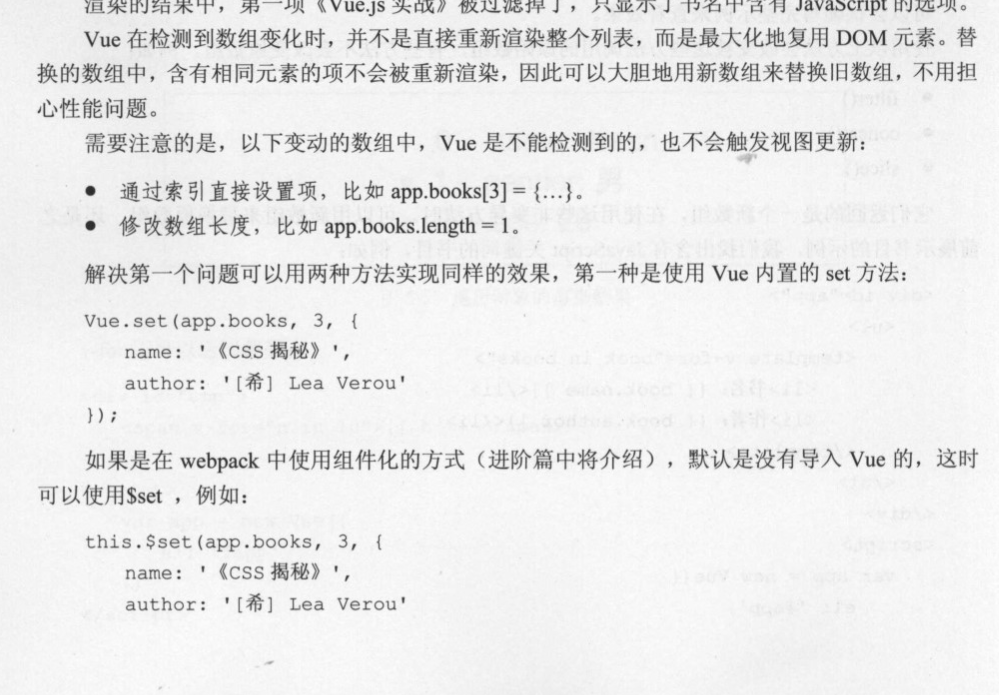 渲染的结果中，第一项《Vue.js 实战》被过滤掉了，只显示了书名中含有 JavaScript 的选项。
Vue 在检测到数组变化时，并不是直接重新渲染整个列表，而是最大化地复用 DOM 元素。替
换的数组中，含有相同元素的项不会被重新渲染，因此可以大胆地用新数组来替换旧数组，不用担
心性能问题。
需要注意的是，以下变动的数组中，Vue 是不能检测到的，也不会触发视图更新：
● 通过索引直接设置项，比如 app.books[3] = {…}。
● 修改数组长度，比如 app.books.length = 1。
解决第一个问题可以用两种方法实现同样的效果，第一种是使用 Vue 内置的 set 方法：
Vue.set(app.books, 3, {
name: '《CSS 揭秘》',
author: '[希] Lea Verou'
});
如果是在 webpack 中使用组件化的方式（进阶篇中将介绍），默认是没有导入 Vue 的，这时
可以使用$set ，例如：
this.$set(app.books, 3, {
name: '《CSS 揭秘》',
author: '[希] Lea Verou'